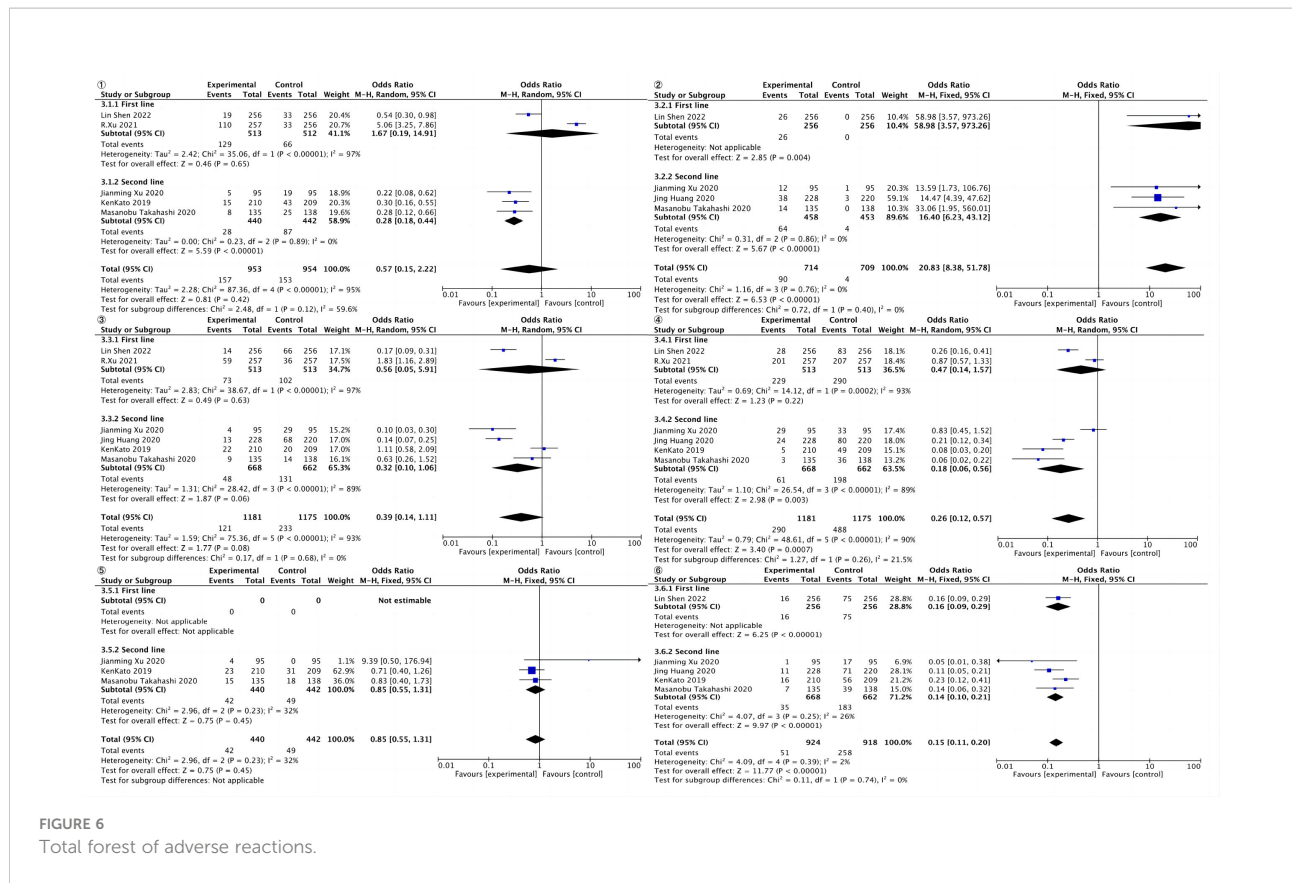 ①
Experimental Control Odds Ratio Odds Ratio
Study or Subgroup Events Total Events Total Weight M-H, Random, 95% CI M-H, Random, 95% CI
3.1.1 First line
Lin Shen 2022 19 256 33 256 20.4% 0.54 [0.30, 0.98]
R.Xu 2021 110 257 33 256 20.7% 5.06 [3.25, 7.86]
Subtotal (95% CI) 513 512 41.1% 1.67 [0.19, 14.91]
Total events 129 66
Heterogeneity: Tau² = 2.42; Chi² = 35.06, df = 1 (P < 0.00001); I² = 97%
Test for overall effect: Z = 0.46 (P = 0.65)
3.1.2 Second line
Jianming Xu 2020 5 95 19 95 18.9% 0.22 [0.08, 0.62]
KenKato 2019 15 210 43 209 20.3% 0.30 [0.16, 0.55]
Masanobu Takahashi 2020 8 135 25 138 19.6% 0.28 [0.12, 0.66]
Subtotal (95% CI) 440 442 58.9% 0.28 [0.18, 0.44]
Total events 28 87
Heterogeneity: Tau² = 0.00; Chi² = 0.23, df = 2 (P = 0.89); I² = 0%
Test for overall effect: Z = 5.59 (P < 0.00001)
Total (95% CI) 953 954 100.0% 0.57 [0.15, 2.22]
Total events 157 153
Heterogeneity: Tau² = 2.28; Chi² = 87.36, df = 4 (P < 0.00001); I² = 95%
Test for overall effect: Z = 0.81 (P = 0.42)
Test for subgroup differences: Chi² = 2.48, df = 1 (P = 0.12), I² = 59.6%
0.01 0.1 1 10 100
Favours [experimental] Favours [control]
②
Experimental Control Odds Ratio Odds Ratio
Study or Subgroup Events Total Events Total Weight M-H, Fixed, 95% CI M-H, Fixed, 95% CI
3.2.1 First line
Lin Shen 2022 26 256 0 256 10.4% 58.98 [3.57, 973.26]
Subtotal (95% CI) 256 256 10.4% 58.98 [3.57, 973.26]
Total events 26 0
Heterogeneity: Not applicable
Test for overall effect: Z = 2.85 (P = 0.004)
3.2.2 Second line
Jianming Xu 2020 12 95 1 95 20.3% 13.59 [1.73, 106.76]
Jing Huang 2020 38 228 3 220 59.1% 14.47 [4.39, 47.62]
Masanobu Takahashi 2020 14 135 0 138 10.3% 33.06 [1.95, 560.01]
Subtotal (95% CI) 458 453 89.6% 16.40 [6.23, 43.12]
Total events 64 4
Heterogeneity: Chi² = 0.31, df = 2 (P = 0.86); I² = 0%
Test for overall effect: Z = 5.67 (P < 0.00001)
Total (95% CI) 714 709 100.0% 20.83 [8.38, 51.78]
Total events 90 4
Heterogeneity: Chi² = 1.16, df = 3 (P = 0.76); I² = 0%
Test for overall effect: Z = 6.53 (P < 0.00001)
Test for subgroup differences: Chi² = 0.72, df = 1 (P = 0.40), I² = 0%
0.01 0.1 1 10 100
Favours [experimental] Favours [control]
③
Experimental Control Odds Ratio Odds Ratio
Study or Subgroup Events Total Events Total Weight M-H, Random, 95% CI M-H, Random, 95% CI
3.3.1 First line
Lin Shen 2022 14 256 66 256 17.1% 0.17 [0.09, 0.31]
R.Xu 2021 59 257 36 257 17.5% 1.83 [1.16, 2.89]
Subtotal (95% CI) 513 513 34.7% 0.56 [0.05, 5.91]
Total events 73 102
Heterogeneity: Tau² = 2.83; Chi² = 38.67, df = 1 (P < 0.00001); I² = 97%
Test for overall effect: Z = 0.49 (P = 0.63)
3.3.2 Second line
Jianming Xu 2020 4 95 29 95 15.2% 0.10 [0.03, 0.30]
Jing Huang 2020 13 228 68 220 17.0% 0.14 [0.07, 0.25]
KenKato 2019 22 210 20 209 17.0% 1.11 [0.58, 2.09]
Masanobu Takahashi 2020 9 135 14 138 16.1% 0.63 [0.26, 1.52]
Subtotal (95% CI) 668 662 65.3% 0.32 [0.10, 1.06]
Total events 48 131
Heterogeneity: Tau² = 1.31; Chi² = 28.42, df = 3 (P < 0.00001); I² = 89%
Test for overall effect: Z = 1.87 (P = 0.06)
Total (95% CI) 1181 1175 100.0% 0.39 [0.14, 1.11]
Total events 121 233
Heterogeneity: Tau² = 1.59; Chi² = 75.36, df = 5 (P < 0.00001); I² = 93%
Test for overall effect: Z = 1.77 (P = 0.08)
Test for subgroup differences: Chi² = 0.17, df = 1 (P = 0.68), I² = 0%
0.01 0.1 1 10 100
Favours [experimental] Favours [control]
④
Experimental Control Odds Ratio Odds Ratio
Study or Subgroup Events Total Events Total Weight M-H, Random, 95% CI M-H, Random, 95% CI
3.4.1 First line
Lin Shen 2022 28 256 83 256 18.1% 0.26 [0.16, 0.41]
R.Xu 2021 201 257 207 257 18.4% 0.87 [0.57, 1.33]
Subtotal (95% CI) 513 513 36.5% 0.47 [0.14, 1.57]
Total events 229 290
Heterogeneity: Tau² = 0.69; Chi² = 14.12, df = 1 (P = 0.0002); I² = 93%
Test for overall effect: Z = 1.23 (P = 0.22)
3.4.2 Second line
Jianming Xu 2020 29 95 33 95 17.4% 0.83 [0.45, 1.52]
Jing Huang 2020 24 228 80 220 18.0% 0.21 [0.12, 0.34]
KenKato 2019 5 210 49 209 15.0% 0.08 [0.03, 0.20]
Masanobu Takahashi 2020 3 135 36 138 13.2% 0.06 [0.02, 0.22]
Subtotal (95% CI) 668 662 63.5% 0.18 [0.06, 0.56]
Total events 61 198
Heterogeneity: Tau² = 1.10; Chi² = 26.54, df = 3 (P < 0.00001); I² = 89%
Test for overall effect: Z = 2.98 (P = 0.003)
Total (95% CI) 1181 1175 100.0% 0.26 [0.12, 0.57]
Total events 290 488
Heterogeneity: Tau² = 0.79; Chi² = 48.61, df = 5 (P < 0.00001); I² = 90%
Test for overall effect: Z = 3.40 (P = 0.0007)
Test for subgroup differences: Chi² = 1.27, df = 1 (P = 0.26), I² = 21.5%
0.01 0.1 1 10 100
Favours [experimental] Favours [control]
⑤
Experimental Control Odds Ratio Odds Ratio
Study or Subgroup Events Total Events Total Weight M-H, Fixed, 95% CI M-H, Fixed, 95% CI
3.5.1 First line
Subtotal (95% CI) 0 0 Not estimable
Total events 0 0
Heterogeneity: Not applicable
Test for overall effect: Not applicable
3.5.2 Second line
Jianming Xu 2020 4 95 0 95 1.1% 9.39 [0.50, 176.94]
KenKato 2019 23 210 31 209 62.9% 0.71 [0.40, 1.26]
Masanobu Takahashi 2020 15 135 18 138 36.0% 0.83 [0.40, 1.73]
Subtotal (95% CI) 440 442 100.0% 0.85 [0.55, 1.31]
Total events 42 49
Heterogeneity: Chi² = 2.96, df = 2 (P = 0.23); I² = 32%
Test for overall effect: Z = 0.75 (P = 0.45)
Total (95% CI) 440 442 100.0% 0.85 [0.55, 1.31]
Total events 42 49
Heterogeneity: Chi² = 2.96, df = 2 (P = 0.23); I² = 32%
Test for overall effect: Z = 0.75 (P = 0.45)
Test for subgroup differences: Not applicable
0.01 0.1 1 10 100
Favours [experimental] Favours [control]
⑥
Experimental Control Odds Ratio Odds Ratio
Study or Subgroup Events Total Events Total Weight M-H, Fixed, 95% CI M-H, Fixed, 95% CI
3.6.1 First line
Lin Shen 2022 16 256 75 256 28.8% 0.16 [0.09, 0.29]
Subtotal (95% CI) 256 256 28.8% 0.16 [0.09, 0.29]
Total events 16 75
Heterogeneity: Not applicable
Test for overall effect: Z = 6.25 (P < 0.00001)
3.6.2 Second line
Jianming Xu 2020 1 95 17 95 6.9% 0.05 [0.01, 0.38]
Jing Huang 2020 11 228 71 220 28.1% 0.11 [0.05, 0.21]
KenKato 2019 16 210 56 209 21.2% 0.23 [0.12, 0.41]
Masanobu Takahashi 2020 7 135 39 138 15.0% 0.14 [0.06, 0.32]
Subtotal (95% CI) 668 662 71.2% 0.14 [0.10, 0.21]
Total events 35 183
Heterogeneity: Chi² = 4.07, df = 3 (P = 0.25); I² = 26%
Test for overall effect: Z = 9.97 (P < 0.00001)
Total (95% CI) 924 918 100.0% 0.15 [0.11, 0.20]
Total events 51 258
Heterogeneity: Chi² = 4.09, df = 4 (P = 0.39); I² = 2%
Test for overall effect: Z = 11.77 (P < 0.00001)
Test for subgroup differences: Chi² = 0.11, df = 1 (P = 0.74), I² = 0%
0.01 0.1 1 10 100
Favours [experimental] Favours [control]
FIGURE 6
Total forest of adverse reactions.